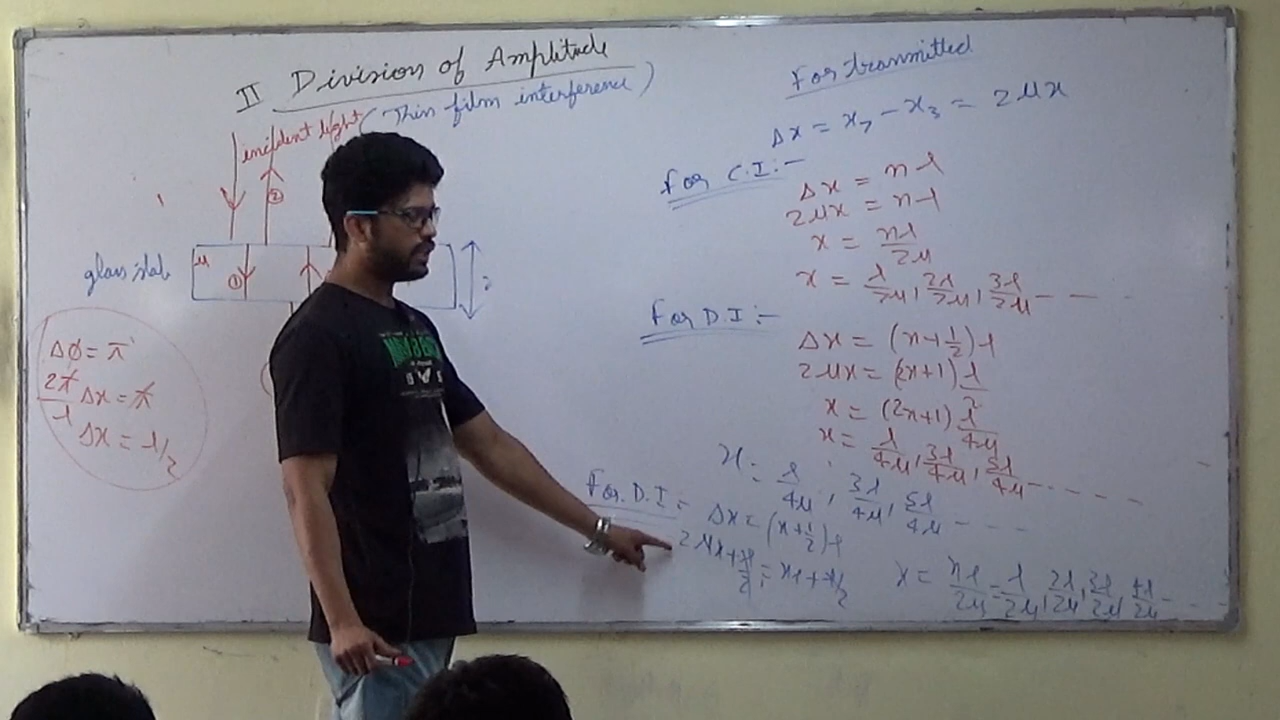 II Division of Amplitude
(Thin film interference)
incident light
②
glass slab
μ
①
Δϕ = π
2π/λ Δx = π
Δx = λ/2
For transmitted
Δx = x₇ - x₃ = 2μx
For C.I :-
Δx = nλ
2μx = nλ
x = nλ/2μ
x = λ/2μ, 2λ/2μ, 3λ/2μ - - -
For D.I :-
Δx = (n+1/2)λ
2μx = (2n+1)λ/2
x = (2n+1)λ/4μ
x = λ/4μ, 3λ/4μ, 5λ/4μ - - - - -
x = λ/4μ, 3λ/4μ, 5λ/4μ - - - -
For D.I :-
Δx = (n+1/2)λ
2μx + λ/2 = nλ + λ/2
x = nλ/2μ = λ/2μ, 2λ/2μ, 3λ/2μ, 4λ/2μ - - -